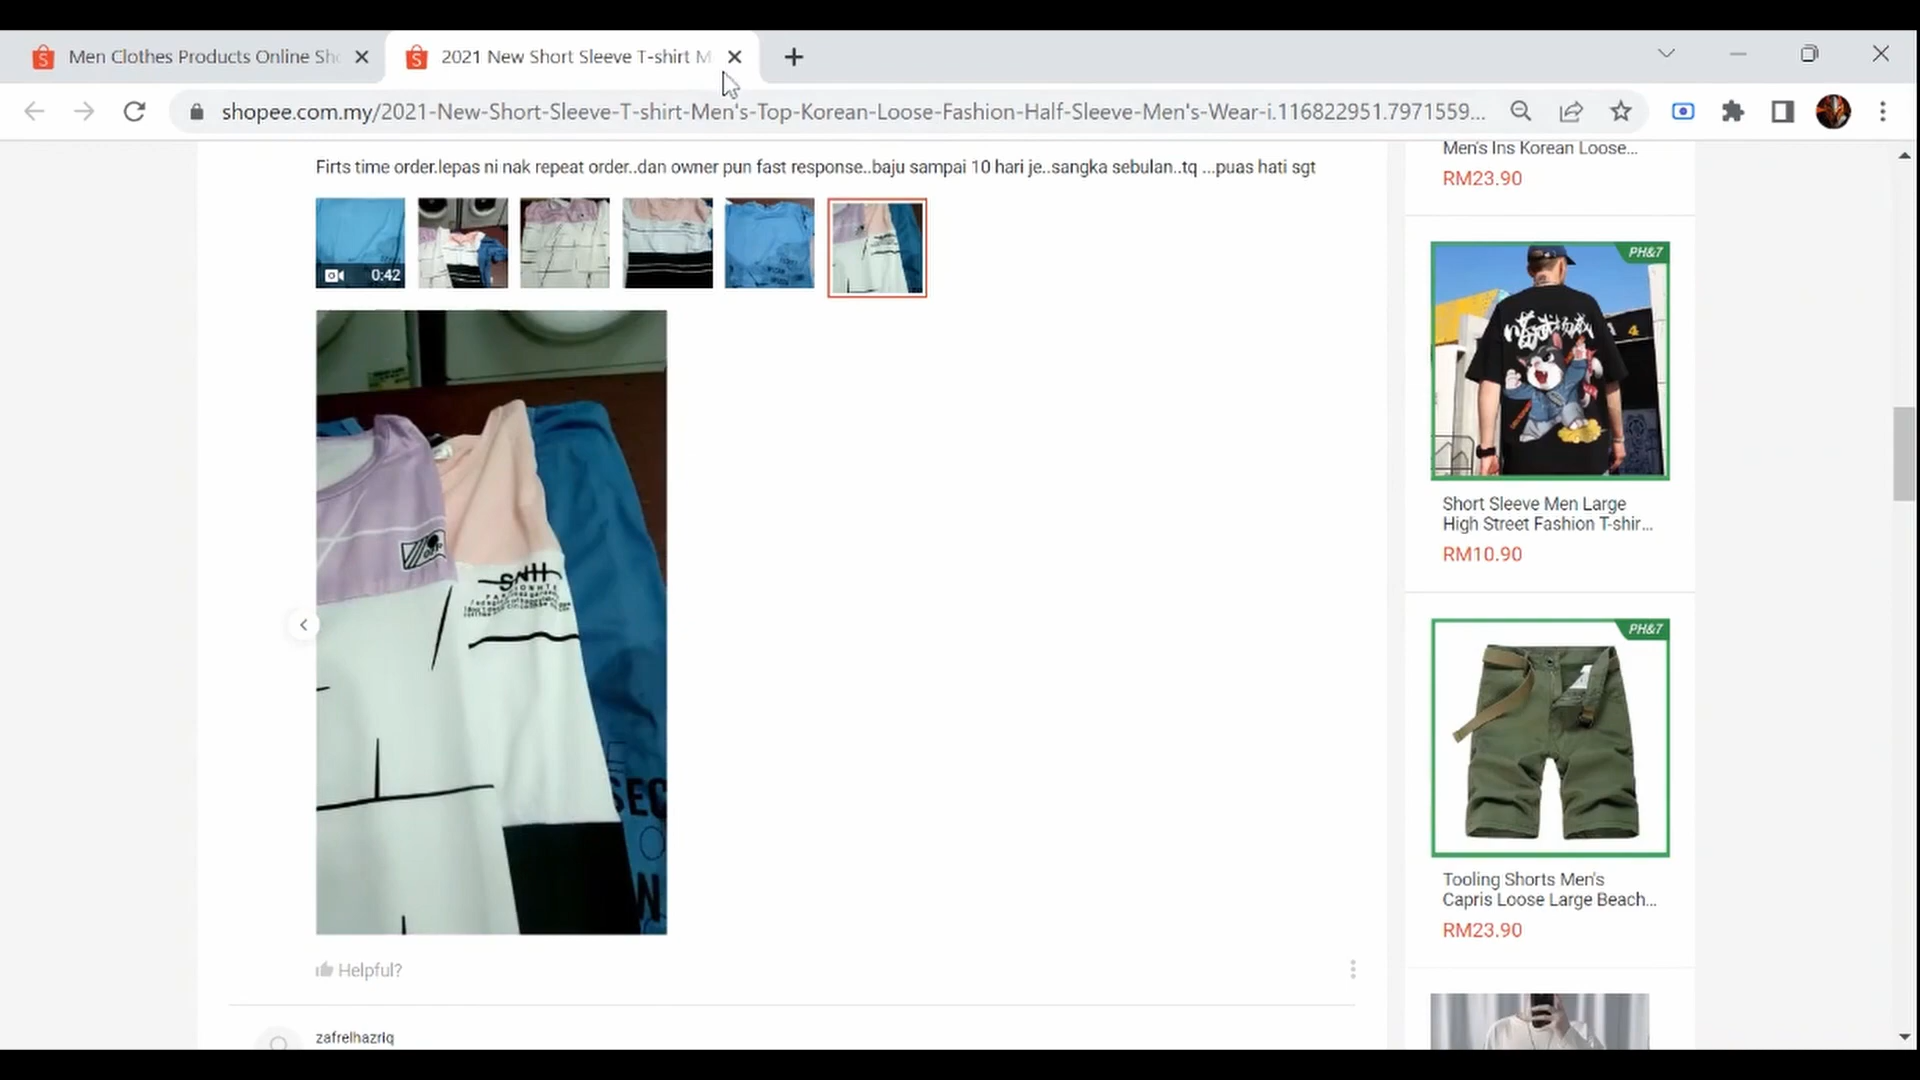 Men Clothes Products Online Sho
2021 New Short Sleeve T-shirt M
shopee.com.my/2021-New-Short-Sleeve-T-shirt-Men's-Top-Korean-Loose-Fashion-Half-Sleeve-Men's-Wear-i.116822951.7971559...
Firts time order.lepas ni nak repeat order..dan owner pun fast response..baju sampai 10 hari je..sangka sebulan..tq ...puas hati sgt
0:42
SEC
W
Helpful?
zafrelhazriq
Men's Ins Korean Loose...
RM23.90
PH&7
4
Short Sleeve Men Large
High Street Fashion T-shir...
RM10.90
PH&7
Tooling Shorts Men's
Capris Loose Large Beach...
RM23.90